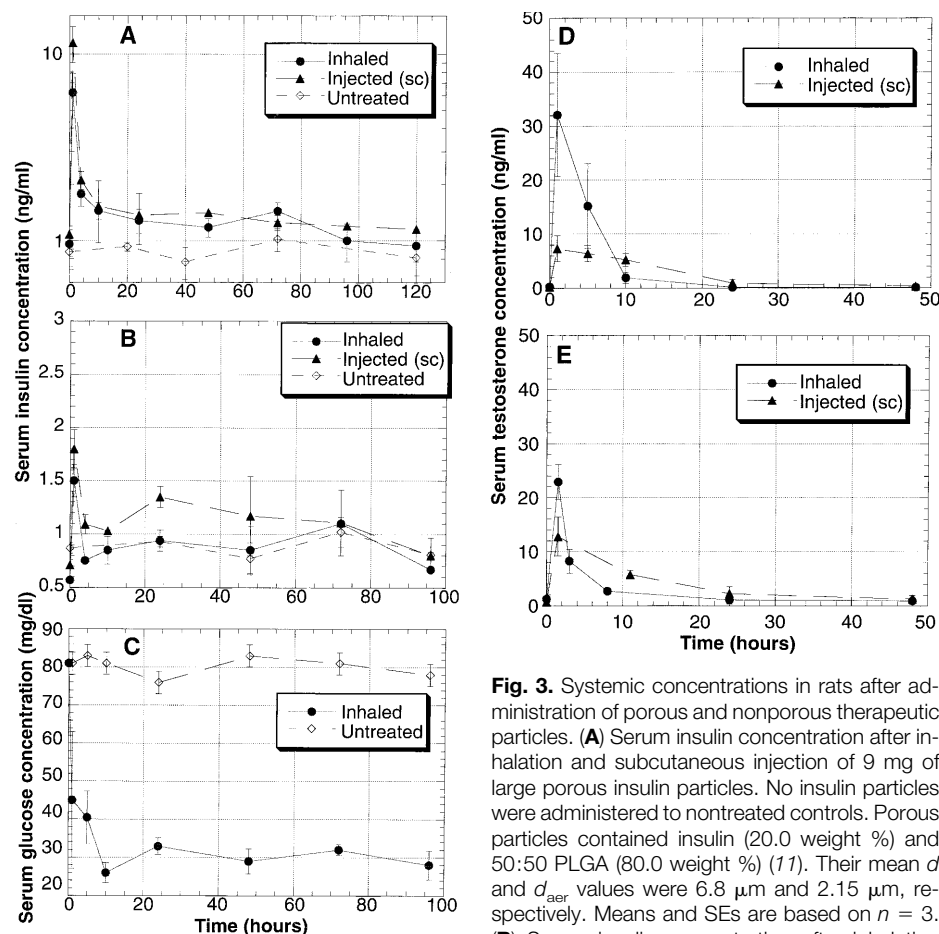 A
10
1
Inhaled
Injected (sc)
Untreated
0 20 40 60 80 100 120
Serum insulin concentration (ng/ml)
B
3
2.5
2
1.5
1
0.5
Inhaled
Injected (sc)
Untreated
0 20 40 60 80 100
C
90
80
70
60
50
40
30
20
Inhaled
Untreated
0 20 40 60 80 100
Serum glucose concentration (mg/dl)
Time (hours)
D
50
40
30
20
10
0
Inhaled
Injected (sc)
0 10 20 30 40 50
Serum testosterone concentration (ng/ml)
E
50
40
30
20
10
0
Inhaled
Injected (sc)
0 10 20 30 40 50
Time (hours)
Fig. 3. Systemic concentrations in rats after ad-
ministration of porous and nonporous therapeutic
particles. (A) Serum insulin concentration after in-
halation and subcutaneous injection of 9 mg of
large porous insulin particles. No insulin particles
were administered to nontreated controls. Porous
particles contained insulin (20.0 weight %) and
50:50 PLGA (80.0 weight %) (11). Their mean d
and daer values were 6.8 μm and 2.15 μm, re-
spectively. Means and SEs are based on n = 3.